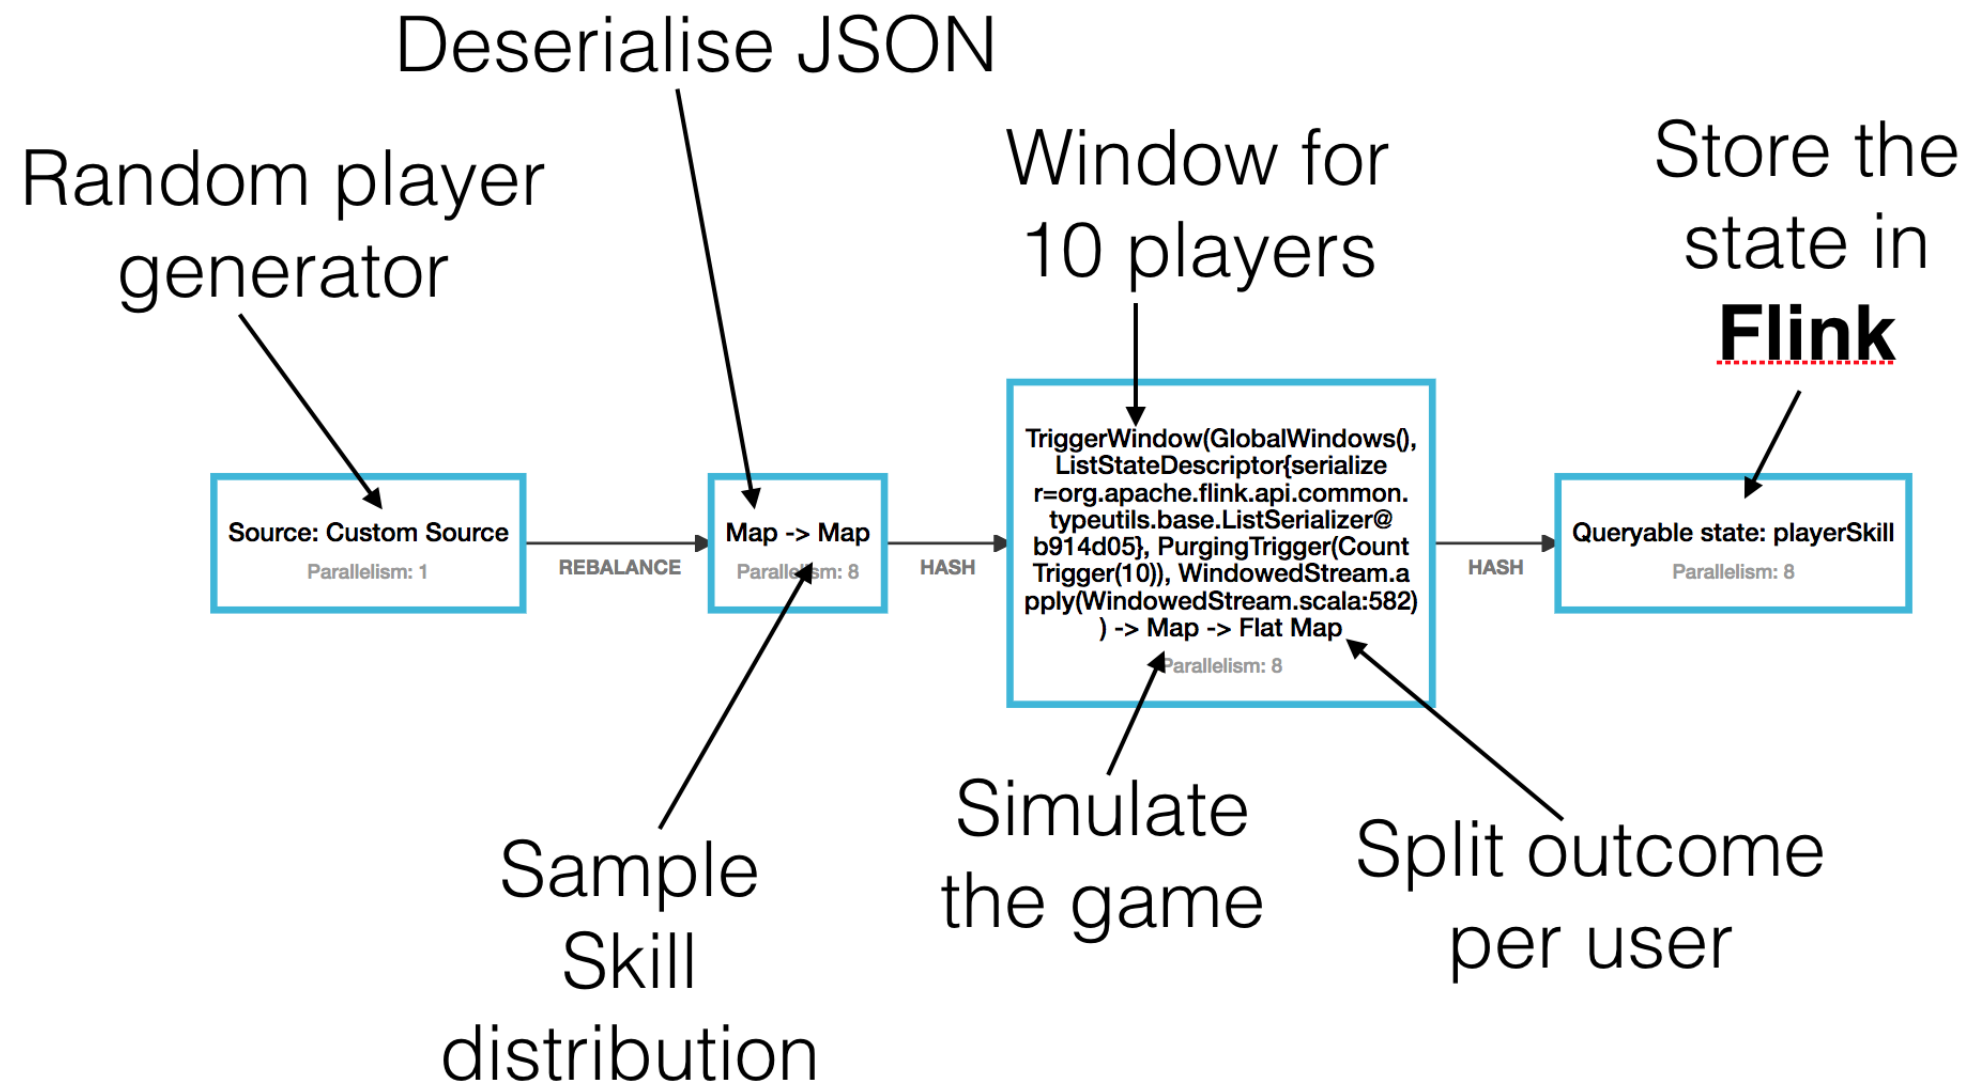 Deserialise JSON
Random player
generator
Window for
10 players
Store the
state in
Flink
Source: Custom Source
Parallelism: 1
REBALANCE
Map -> Map
Parallelism: 8
HASH
TriggerWindow(GlobalWindows(),
ListStateDescriptor{serialize
r=org.apache.flink.api.common.
typeutils.base.ListSerializer@
b914d05}, PurgingTrigger(Count
Trigger(10)), WindowedStream.a
pply(WindowedStream.scala:582)
) -> Map -> Flat Map
Parallelism: 8
HASH
Queryable state: playerSkill
Parallelism: 8
Sample
Skill
distribution
Simulate
the game
Split outcome
per user